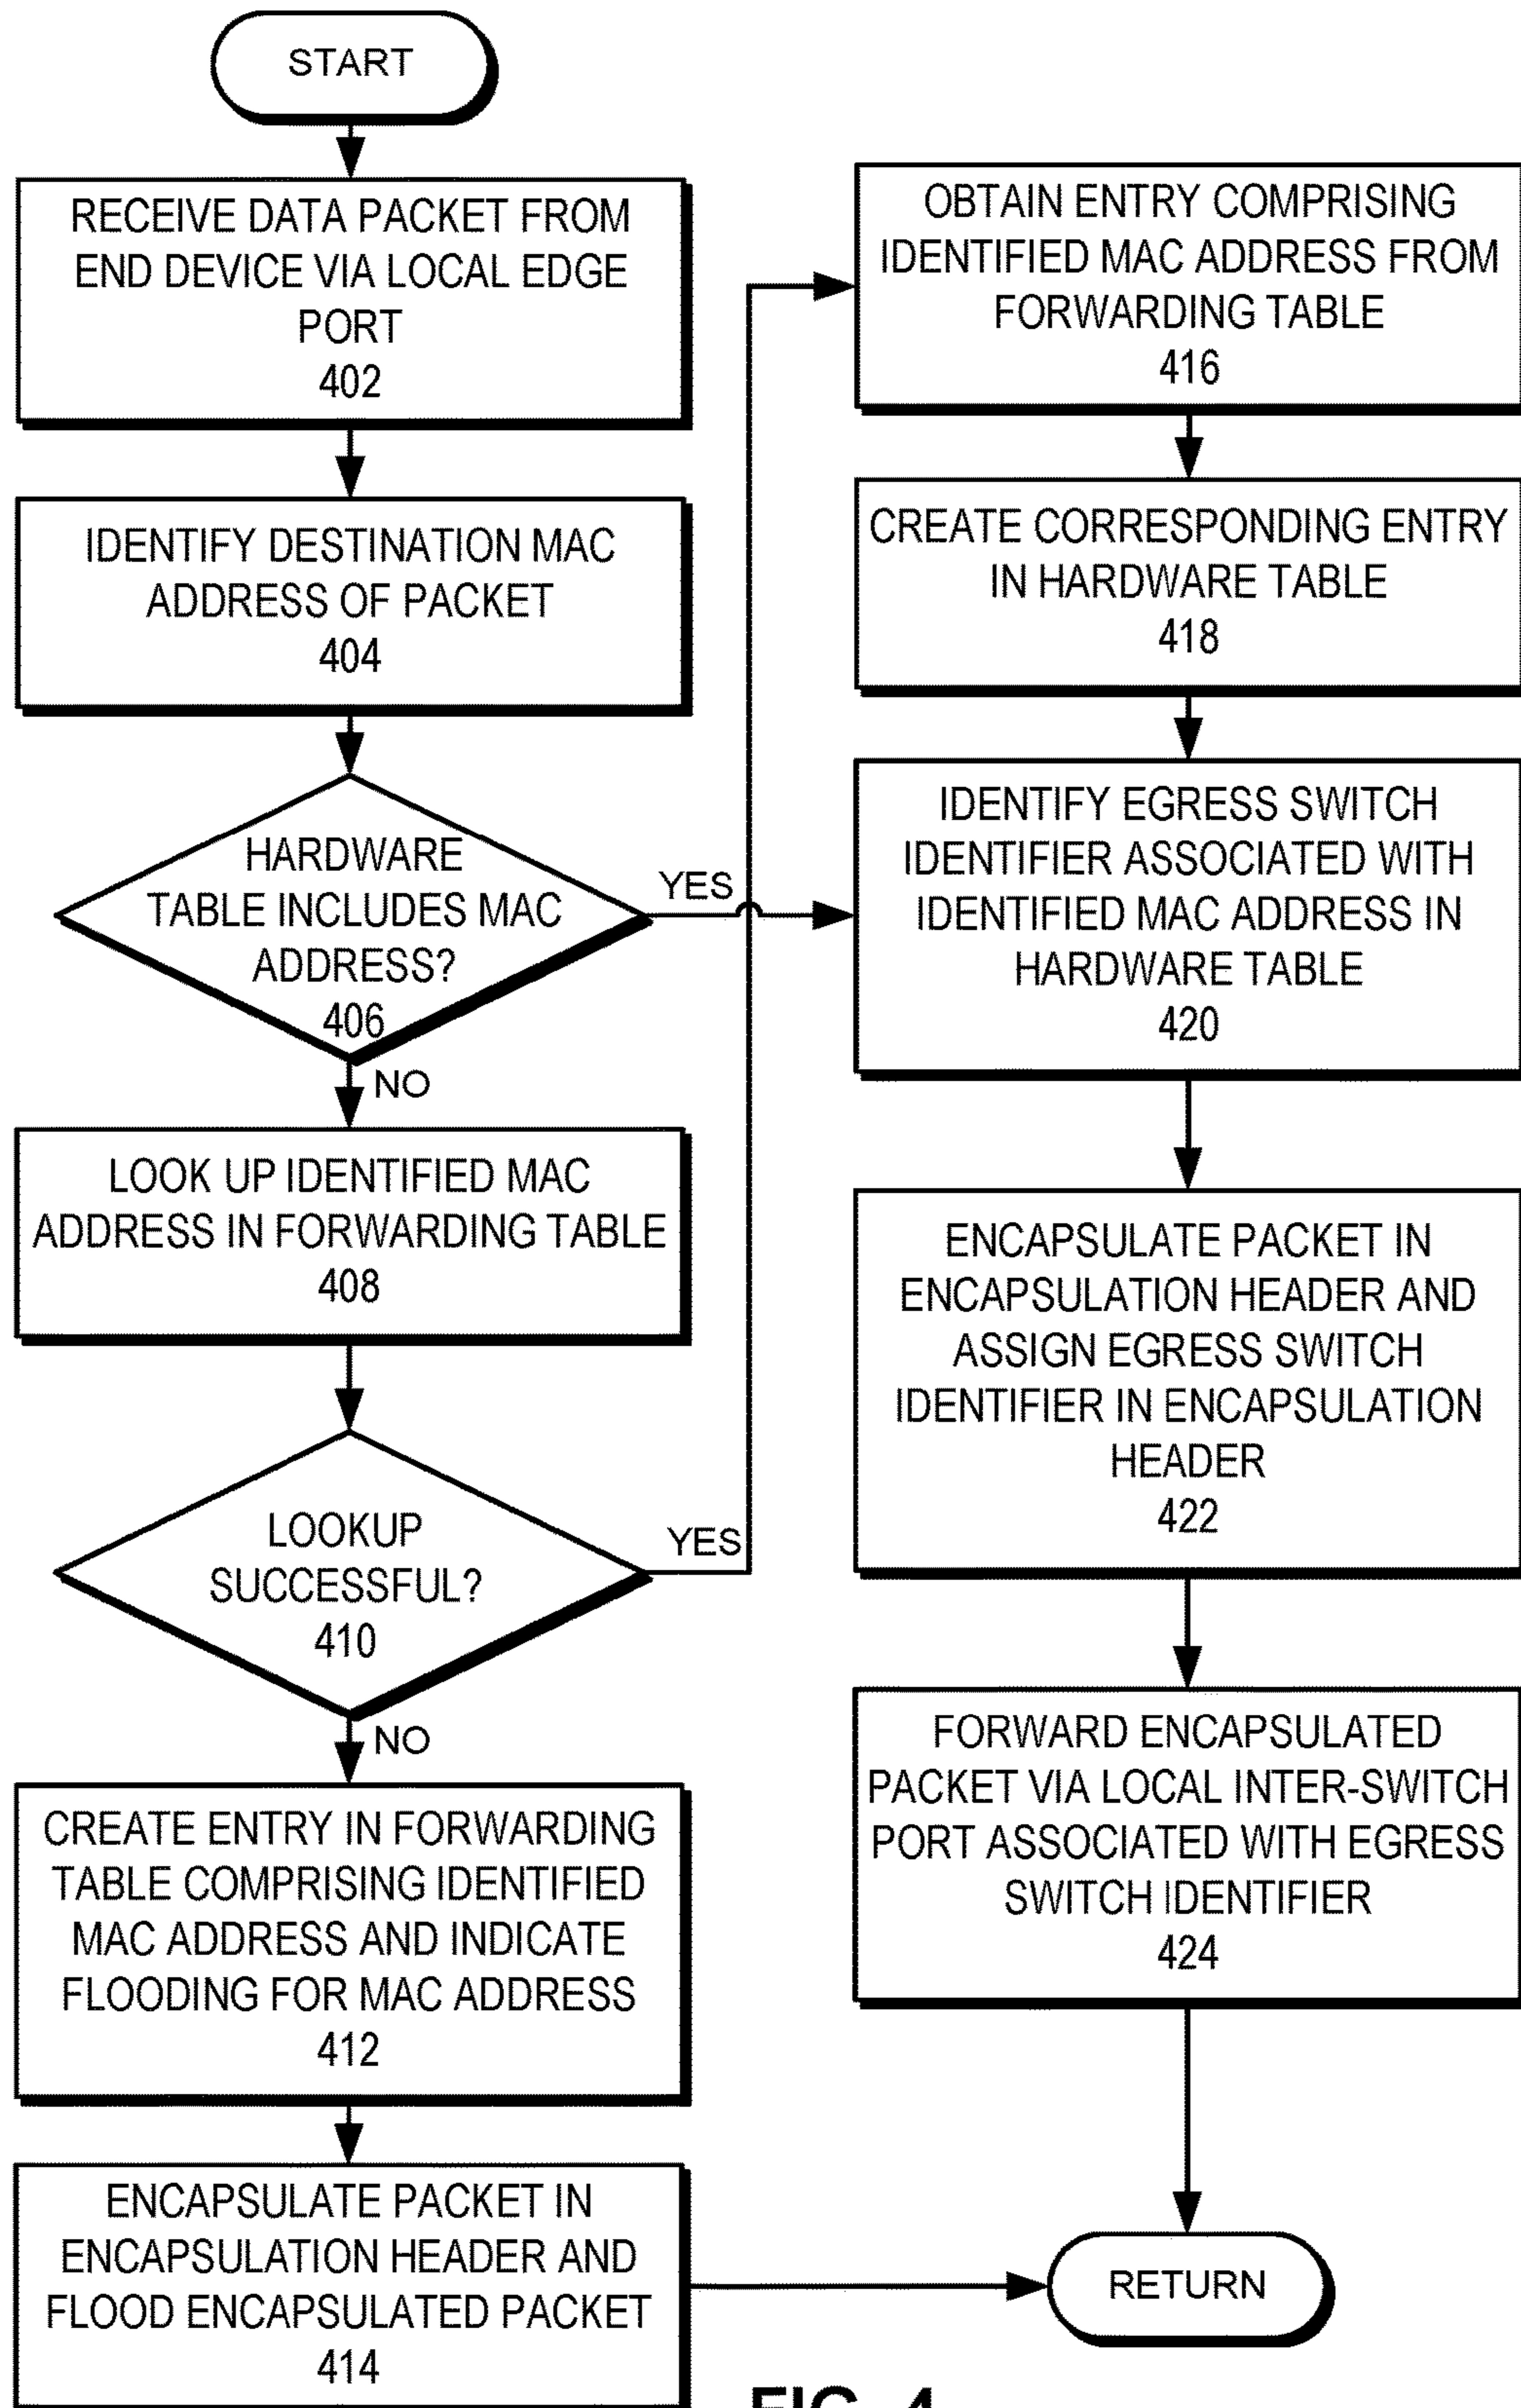 START
RECEIVE DATA PACKET FROM
END DEVICE VIA LOCAL EDGE
PORT
402
IDENTIFY DESTINATION MAC
ADDRESS OF PACKET
404
HARDWARE
TABLE INCLUDES MAC
ADDRESS?
406
YES
NO
LOOK UP IDENTIFIED MAC
ADDRESS IN FORWARDING TABLE
408
LOOKUP
SUCCESSFUL?
410
YES
NO
CREATE ENTRY IN FORWARDING
TABLE COMPRISING IDENTIFIED
MAC ADDRESS AND INDICATE
FLOODING FOR MAC ADDRESS
412
ENCAPSULATE PACKET IN
ENCAPSULATION HEADER AND
FLOOD ENCAPSULATED PACKET
414
OBTAIN ENTRY COMPRISING
IDENTIFIED MAC ADDRESS FROM
FORWARDING TABLE
416
CREATE CORRESPONDING ENTRY
IN HARDWARE TABLE
418
IDENTIFY EGRESS SWITCH
IDENTIFIER ASSOCIATED WITH
IDENTIFIED MAC ADDRESS IN
HARDWARE TABLE
420
ENCAPSULATE PACKET IN
ENCAPSULATION HEADER AND
ASSIGN EGRESS SWITCH
IDENTIFIER IN ENCAPSULATION
HEADER
422
FORWARD ENCAPSULATED
PACKET VIA LOCAL INTER-SWITCH
PORT ASSOCIATED WITH EGRESS
SWITCH IDENTIFIER
424
RETURN
FIG. 4